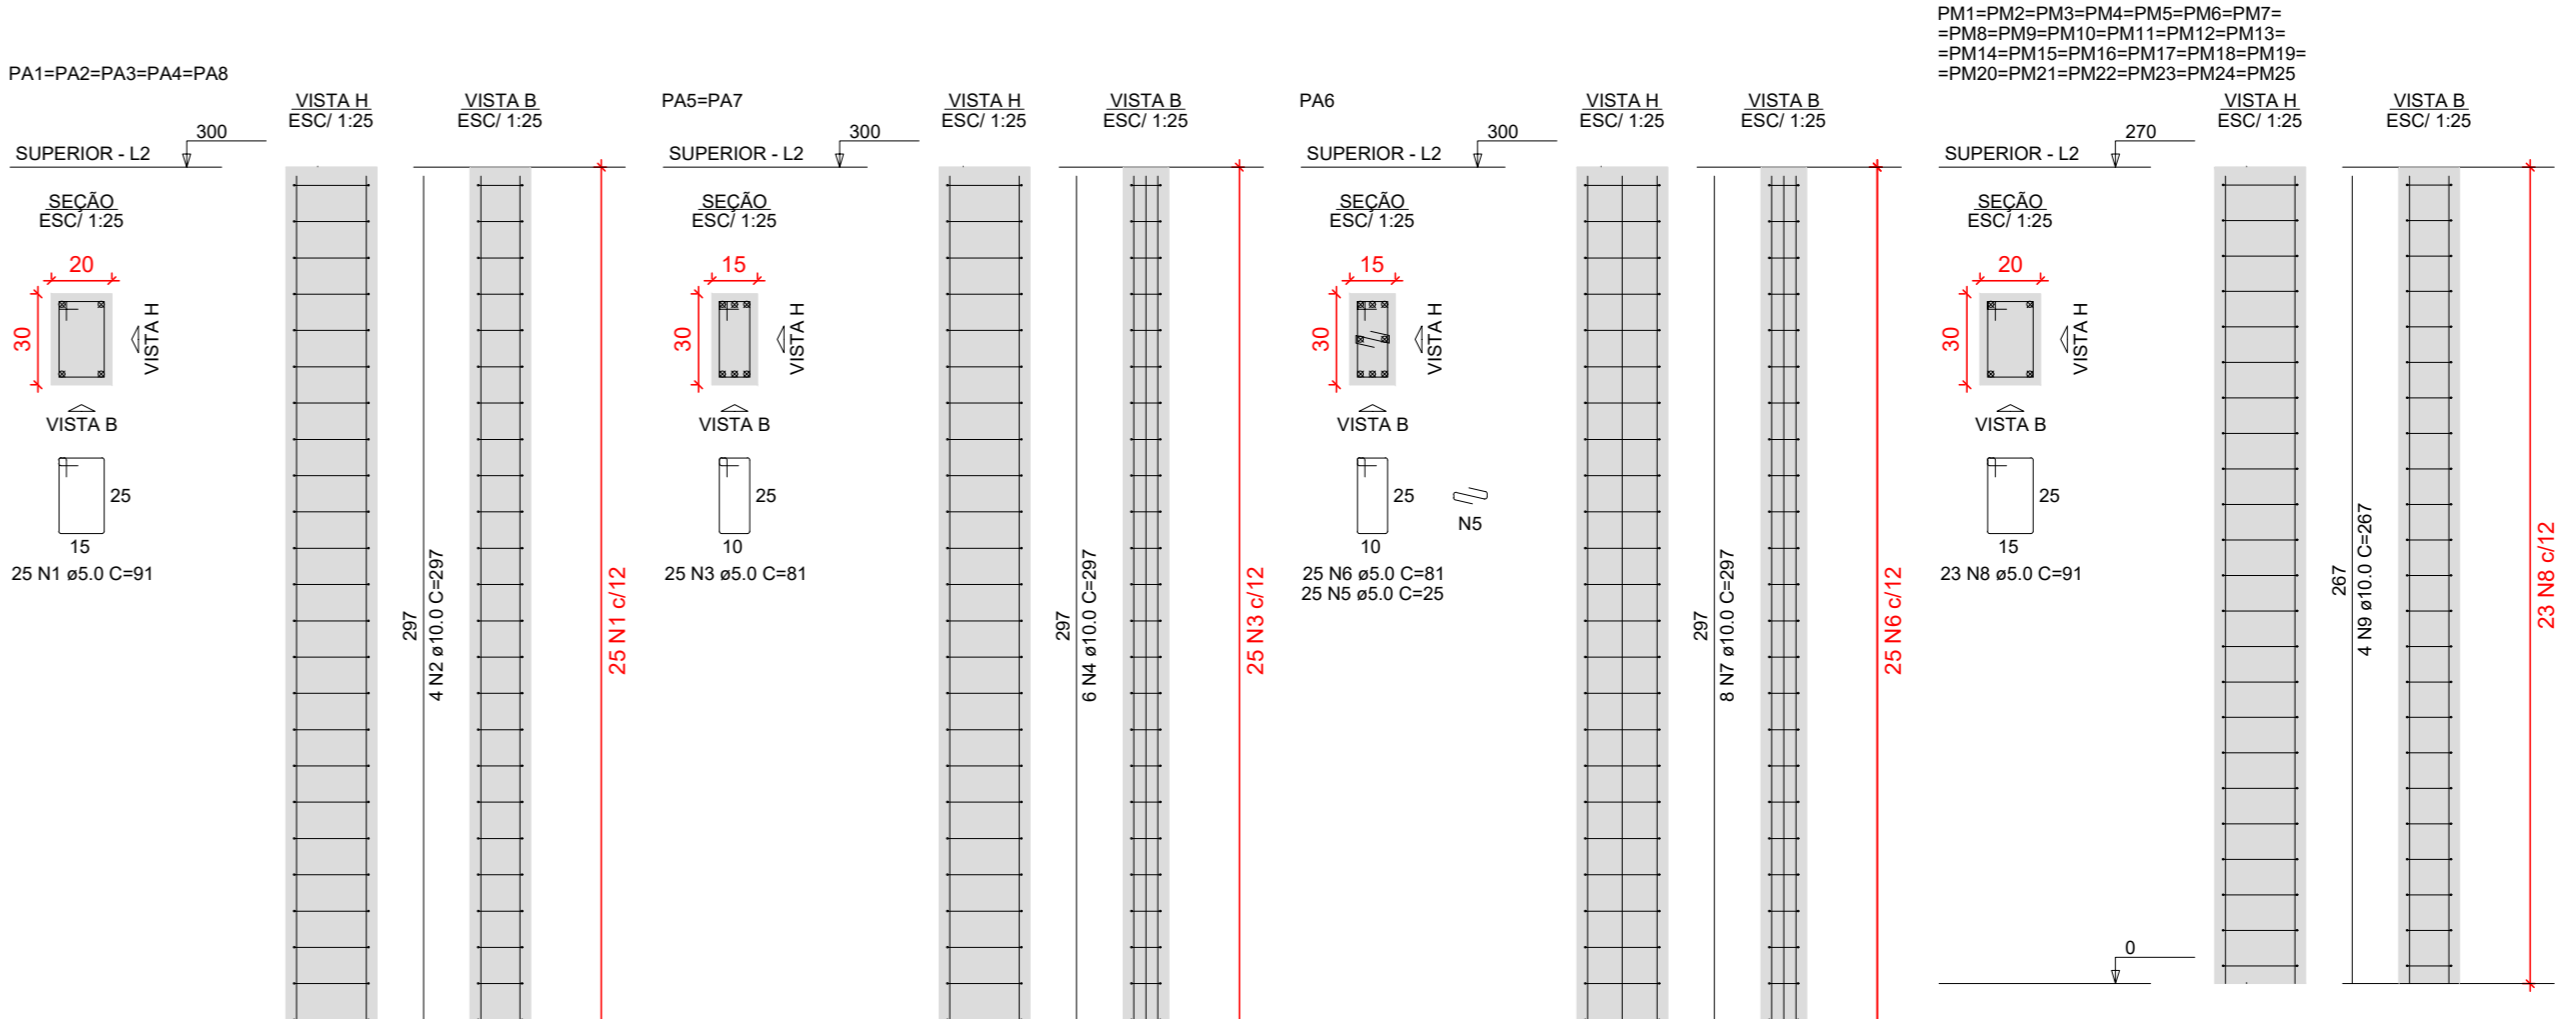 PA1=PA2=PA3=PA4=PA8
VISTA H
ESC/ 1:25
VISTA B
ESC/ 1:25
300
SUPERIOR - L2
SEÇÃO
ESC/ 1:25
20
30
VISTA H
VISTA B
25
15
25 N1 ø5.0 C=91
297
4 N2 ø10.0 C=297
25 N1 c/12
PA5=PA7
VISTA H
ESC/ 1:25
VISTA B
ESC/ 1:25
300
SUPERIOR - L2
SEÇÃO
ESC/ 1:25
15
30
VISTA H
VISTA B
25
10
25 N3 ø5.0 C=81
297
6 N4 ø10.0 C=297
25 N3 c/12
PA6
VISTA H
ESC/ 1:25
VISTA B
ESC/ 1:25
300
SUPERIOR - L2
SEÇÃO
ESC/ 1:25
15
30
VISTA H
VISTA B
25
N5
10
25 N6 ø5.0 C=81
25 N5 ø5.0 C=25
297
8 N7 ø10.0 C=297
25 N6 c/12
PM1=PM2=PM3=PM4=PM5=PM6=PM7=
=PM8=PM9=PM10=PM11=PM12=PM13=
=PM14=PM15=PM16=PM17=PM18=PM19=
=PM20=PM21=PM22=PM23=PM24=PM25
VISTA H
ESC/ 1:25
VISTA B
ESC/ 1:25
270
SUPERIOR - L2
SEÇÃO
ESC/ 1:25
20
30
VISTA H
VISTA B
25
15
23 N8 ø5.0 C=91
267
4 N9 ø10.0 C=267
23 N8 c/12
0